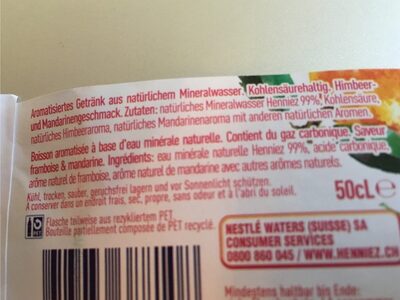 Aromatisiertes Getränk aus natürlichem Mineralwasser. Kohlensäurehaltig, Himbeer-
und Mandarinengeschmack. Zutaten: natürliches Mineralwasser Henniez 99%, Kohlensäure,
natürliches Himbeeraroma, natürliches Mandarinenaroma mit anderen natürlichen Aromen.
Boisson aromatisée à base d'eau minérale naturelle. Contient du gaz carbonique. Saveur
framboise & mandarine. Ingrédients: eau minérale naturelle Henniez 99%, acide carbonique,
arôme naturel de framboise, arôme naturel de mandarine avec autres arômes naturels.
Kühl, trocken, sauber, geruchsfrei lagern und vor Sonnenlicht schützen.
A conserver dans un endroit frais, sec, propre, sans odeur et à l'abri du soleil.
50CL e
Flasche teilweise aus rezykliertem PET.
Bouteille partiellement composée de PET recyclé.
NESTLÉ WATERS (SUISSE) SA
CONSUMER SERVICES
0800 860 045 / WWW.HENNIEZ.CH
Mindestens haltbar bis Ende: